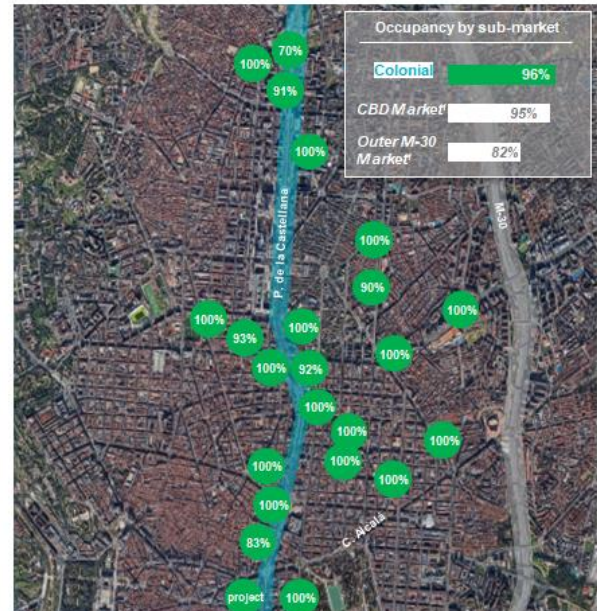 Occupancy by sub-market
Colonial 96%
CBD Market¹ 95%
Outer M-30
Market¹ 82%
70%
100%
91%
100%
P. de la Castellana
M-30
100%
90%
100%
100%
93%
100%
100%
100%
92%
100%
100%
100%
100%
100%
100%
100%
83%
C. Alcalá
project
100%